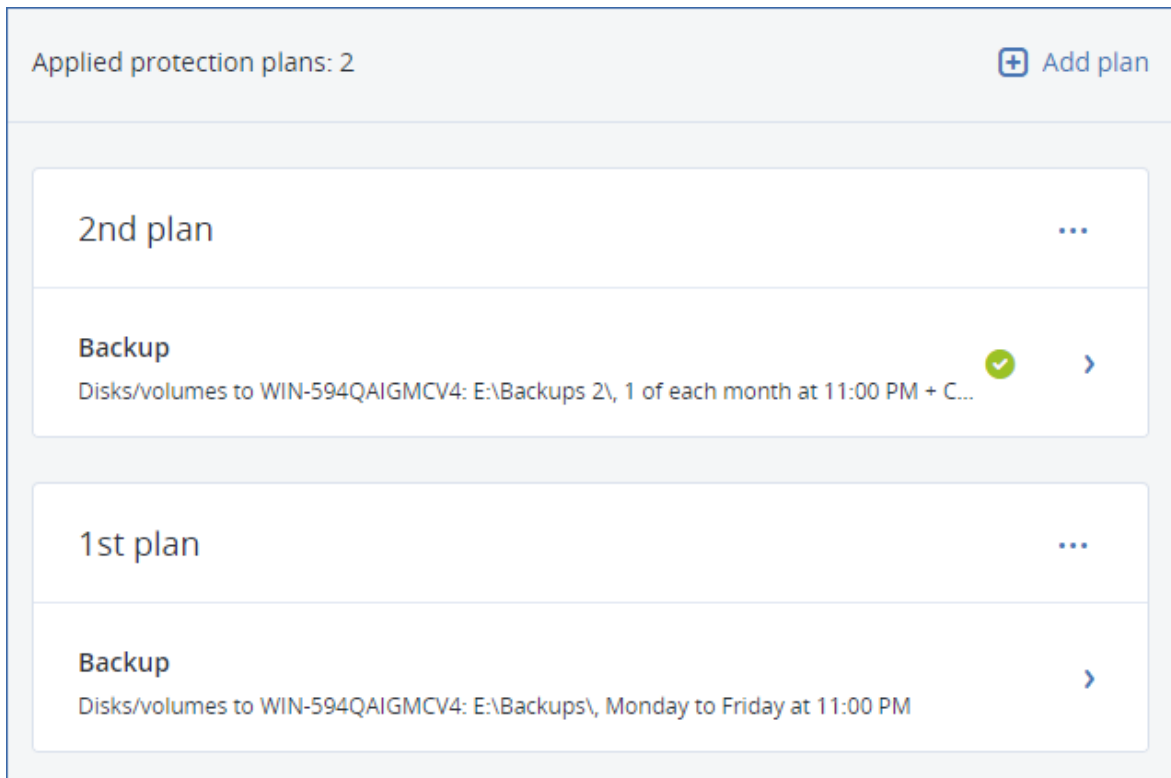 Applied protection plans: 2
Add plan
2nd plan
Backup
Disks/volumes to WIN-594QAIGMCV4: E:\Backups 2\, 1 of each month at 11:00 PM + C...
1st plan
Backup
Disks/volumes to WIN-594QAIGMCV4: E:\Backups\, Monday to Friday at 11:00 PM